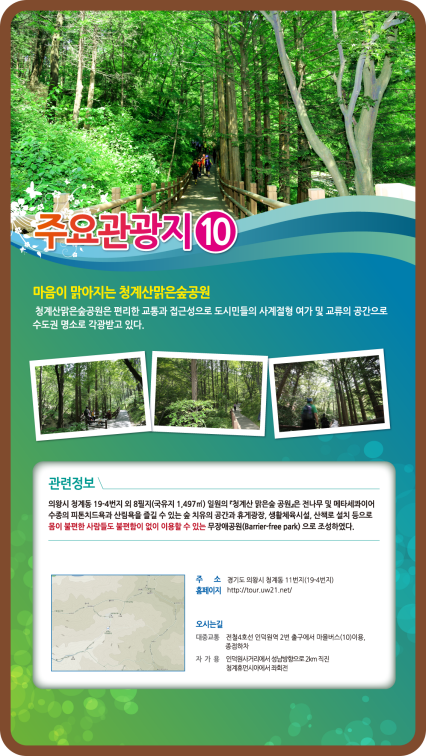 주요관광지 10
마음이 맑아지는 청계산맑은숲공원
청계산맑은숲공원은 편리한 교통과 접근성으로 도시민들의 사계절형 여가 및 교류의 공간으로
수도권 명소로 각광받고 있다.
관련정보
의왕시 청계동 19-4번지 외 8필지(국유지 1,497㎡) 일원의 『청계산 맑은숲 공원』은 전나무 및 메타세콰이어
수종의 피톤치드욕과 산림욕을 즐길 수 있는 숲 치유의 공간과 휴게광장, 생활체육시설, 산책로 설치 등으로
몸이 불편한 사람들도 불편함이 없이 이용할 수 있는 무장애공원(Barrier-free park) 으로 조성하였다.
주 소 경기도 의왕시 청계동 11번지(19-4번지)
홈페이지 http://tour.uw21.net/
오시는길
대중교통 전철4호선 인덕원역 2번 출구에서 마을버스(10)이용,
종점하차
자 가 용 인덕원사거리에서 성남방향으로 2km 직진
청계휴먼시아에서 좌회전